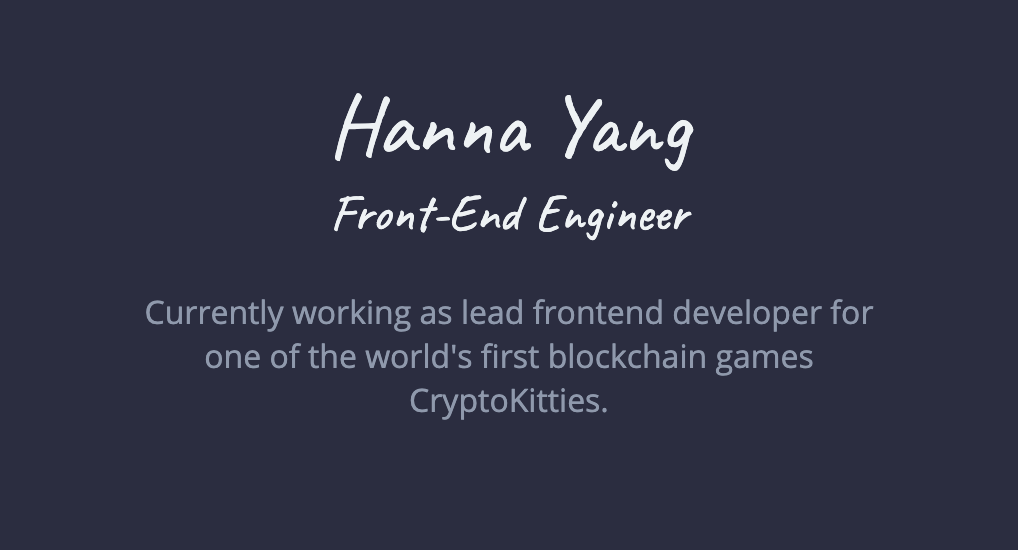 Hanna Yang
Front-End Engineer
Currently working as lead frontend developer for
one of the world's first blockchain games
CryptoKitties.